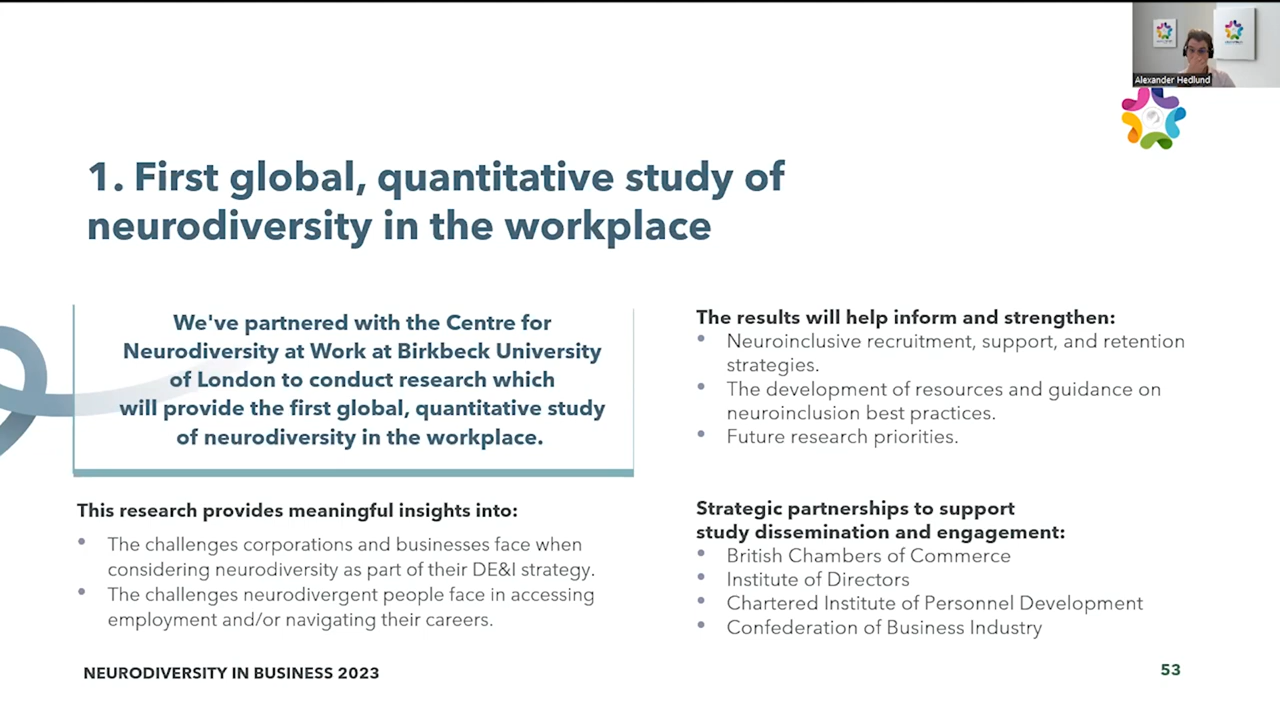 Alexander Hedlund
1. First global, quantitative study of
neurodiversity in the workplace
We've partnered with the Centre for
Neurodiversity at Work at Birkbeck University
of London to conduct research which
will provide the first global, quantitative study
of neurodiversity in the workplace.
This research provides meaningful insights into:
• The challenges corporations and businesses face when
considering neurodiversity as part of their DE&I strategy.
• The challenges neurodivergent people face in accessing
employment and/or navigating their careers.
The results will help inform and strengthen:
• Neuroinclusive recruitment, support, and retention
strategies.
• The development of resources and guidance on
neuroinclusion best practices.
• Future research priorities.
Strategic partnerships to support
study dissemination and engagement:
• British Chambers of Commerce
• Institute of Directors
• Chartered Institute of Personnel Development
• Confederation of Business Industry
NEURODIVERSITY IN BUSINESS 2023
53